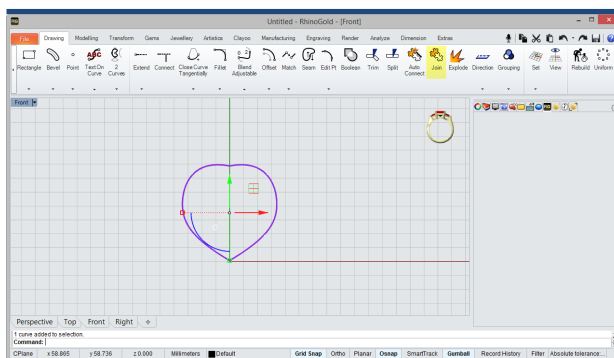 Untitled - RhinoGold - [Front]
File Drawing Modelling Transform Gems Jewellery Artistics Clayoo Manufacturing Engraving Render Analyze Dimension Extras
Rectangle Bevel Point Text On Curve 2 Curves Extend Connect Close Curve Tangentially Fillet Blend Adjustable Offset Match Seam Edit Pt Boolean Trim Split Auto Connect Join Explode Direction Grouping Set View Rebuild Uniform
Front
Perspective Top Front Right
1 curve added to selection.
Command:
CPlane x 58.865 y 58.736 z 0.000 Millimeters Default Grid Snap Ortho Planar Osnap SmartTrack Gumball Record History Filter Absolute tolerance...